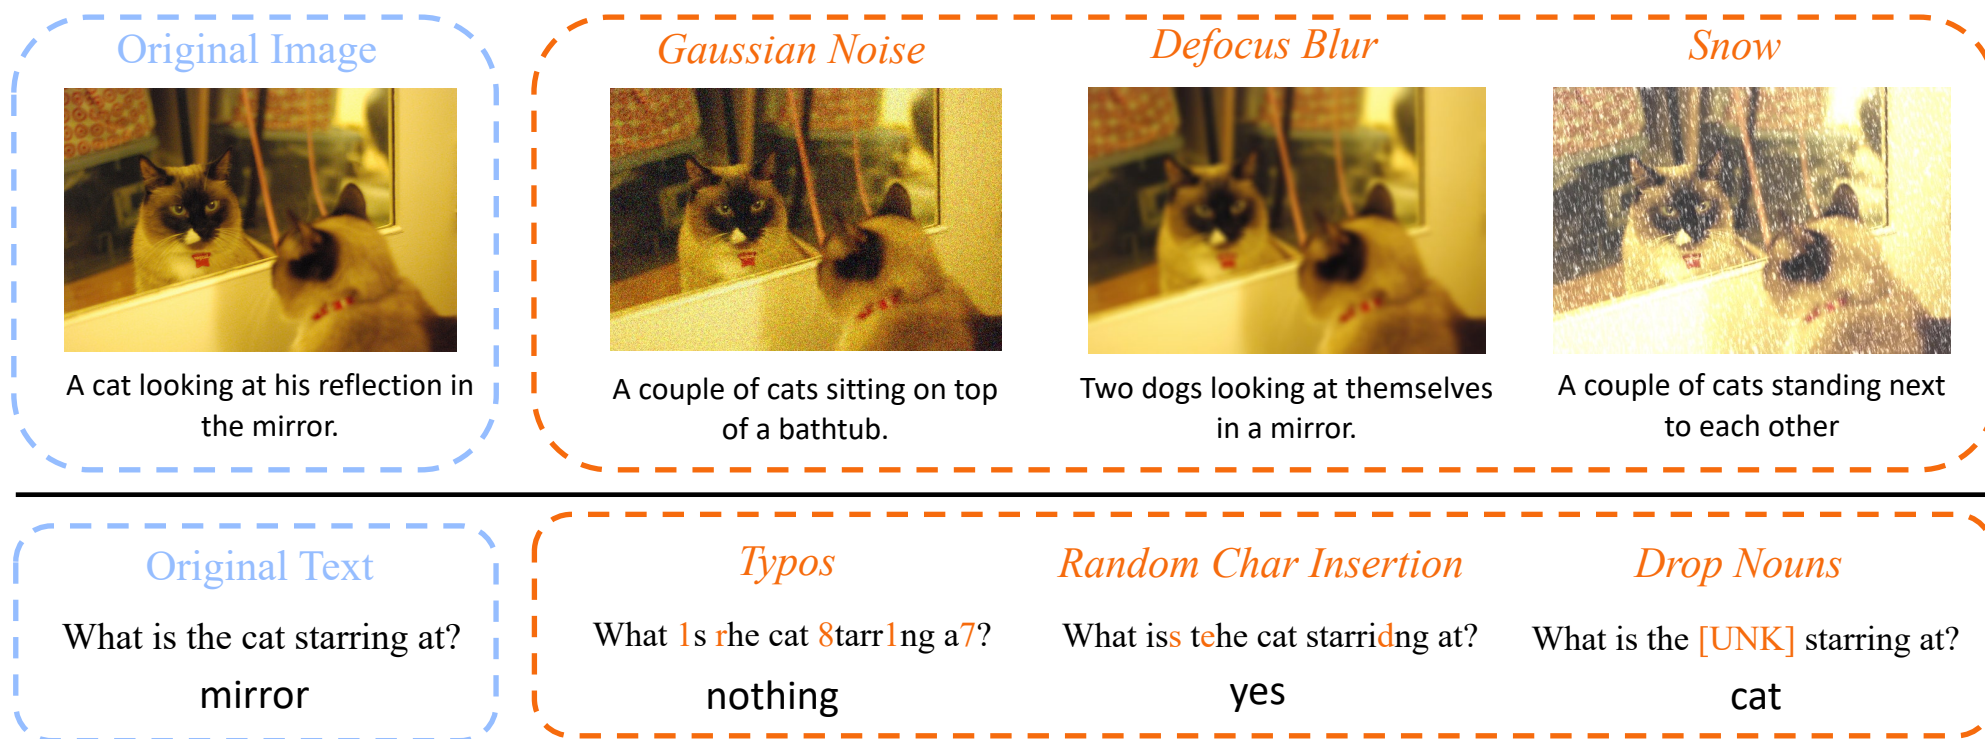 Original Image
A cat looking at his reflection in
the mirror.
Gaussian Noise
A couple of cats sitting on top
of a bathtub.
Defocus Blur
Two dogs looking at themselves
in a mirror.
Snow
A couple of cats standing next
to each other
Original Text
What is the cat starring at?
mirror
Typos
What 1s rhe cat 8tarr1ng a7?
nothing
Random Char Insertion
What iss tehe cat starridng at?
yes
Drop Nouns
What is the [UNK] starring at?
cat